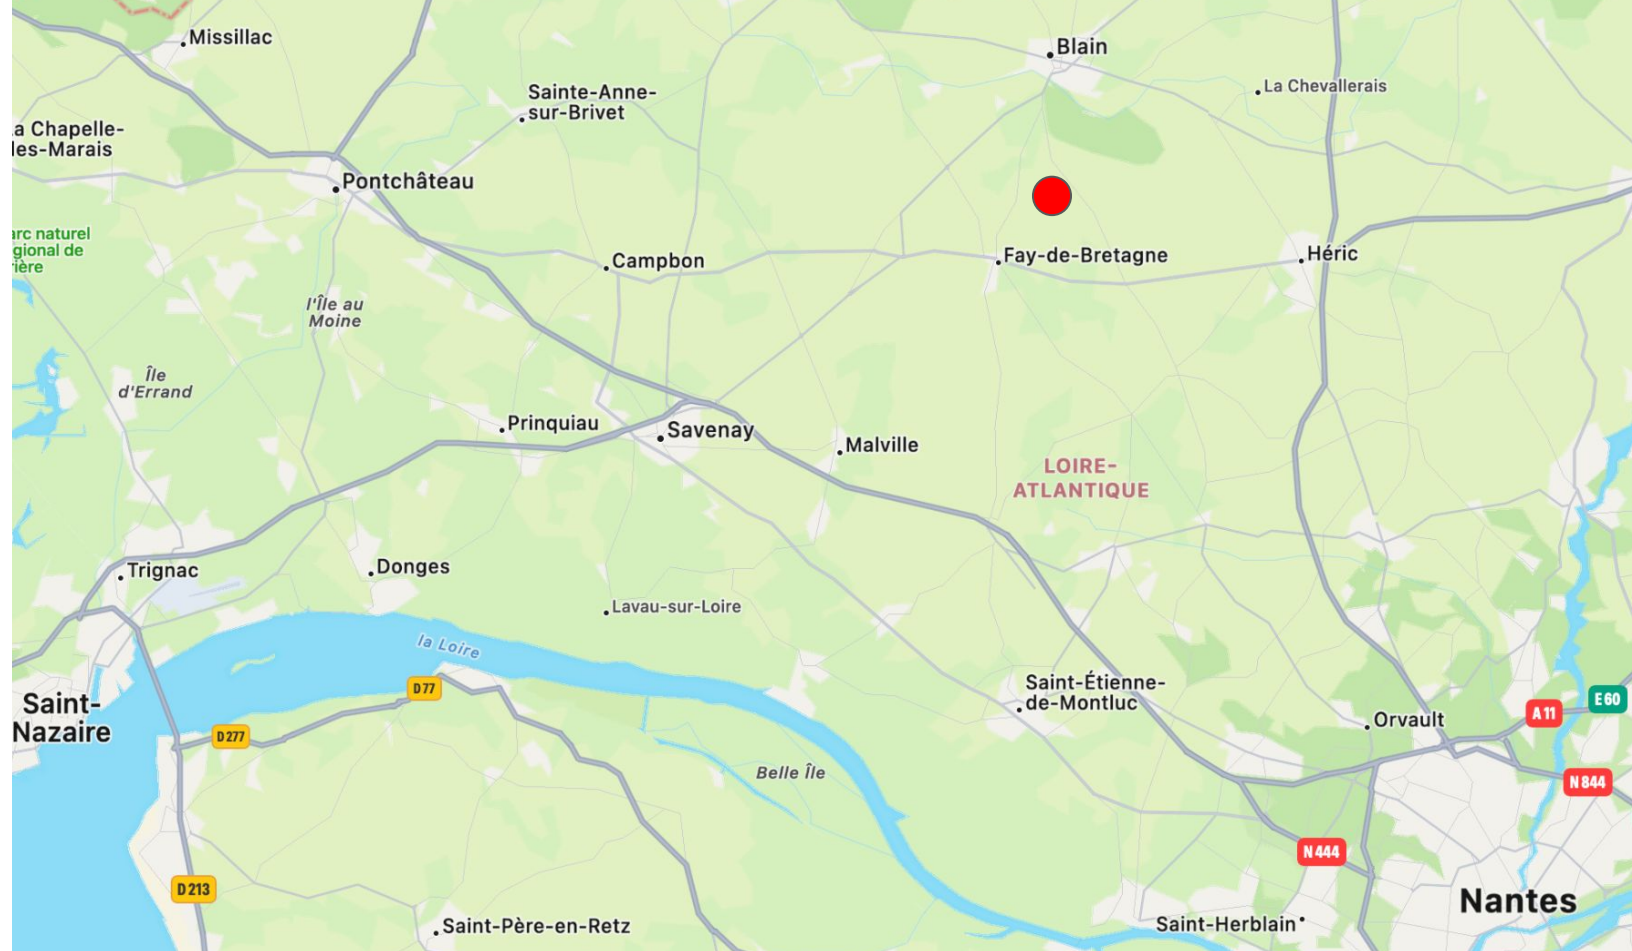 Missillac
Blain
La Chevallerais
Sainte-Anne-
sur-Brivet
a Chapelle-
les-Marais
Pontchâteau
arc naturel
gional de
rière
Campbon
Fay-de-Bretagne
Héric
l'Île au
Moine
Île
d'Errand
Prinquiau
Savenay
Malville
LOIRE-
ATLANTIQUE
Trignac
Donges
Lavau-sur-Loire
la Loire
Saint-
Nazaire
D77
D277
Saint-Étienne-
de-Montluc
Orvault
A11
E60
Belle Île
N844
N444
D213
Nantes
Saint-Père-en-Retz
Saint-Herblain